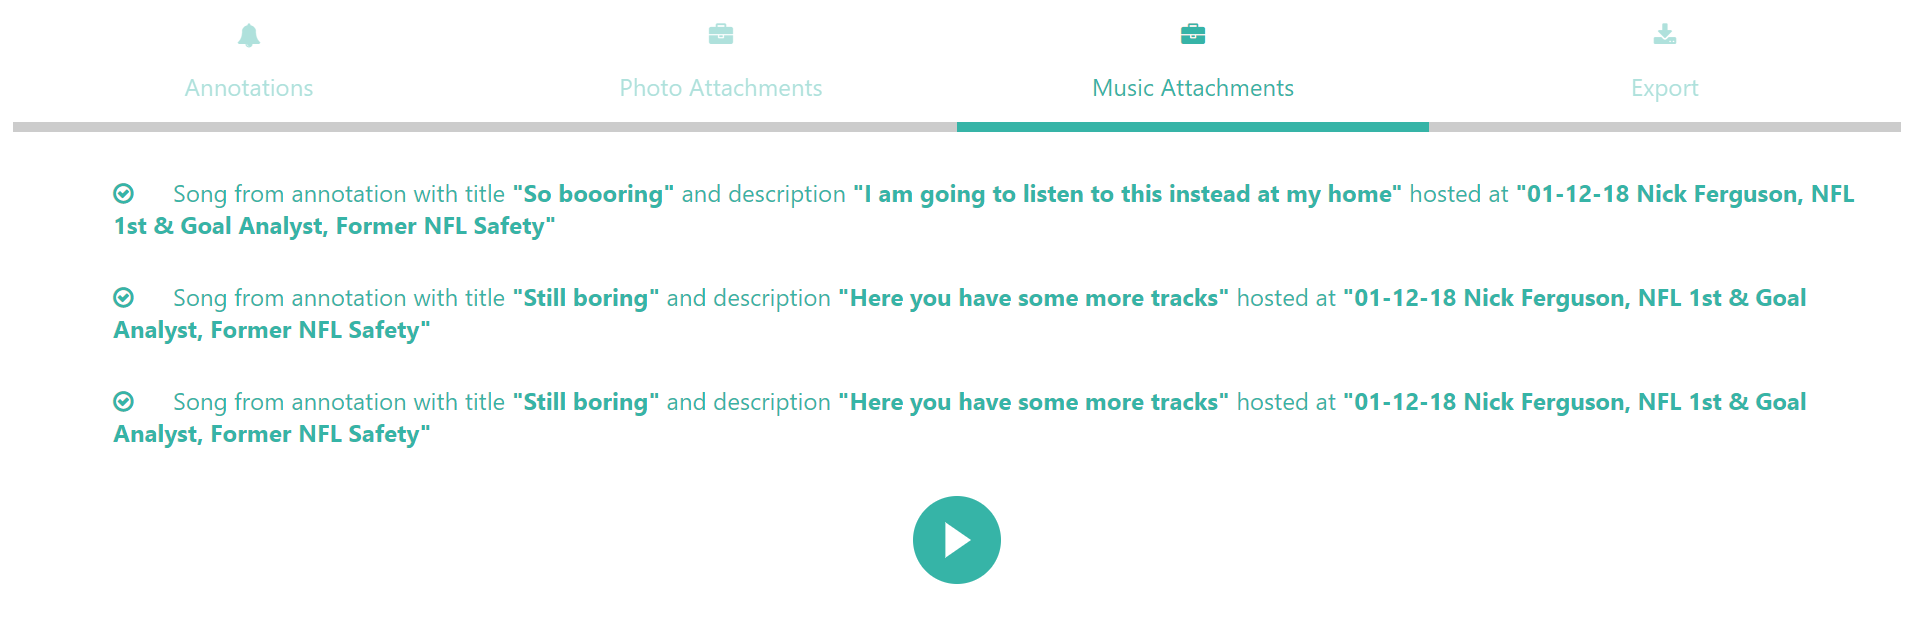 Annotations
Photo Attachments
Music Attachments
Export
Song from annotation with title "So boooring" and description "I am going to listen to this instead at my home" hosted at "01-12-18 Nick Ferguson, NFL
1st & Goal Analyst, Former NFL Safety"
Song from annotation with title "Still boring" and description "Here you have some more tracks" hosted at "01-12-18 Nick Ferguson, NFL 1st & Goal
Analyst, Former NFL Safety"
Song from annotation with title "Still boring" and description "Here you have some more tracks" hosted at "01-12-18 Nick Ferguson, NFL 1st & Goal
Analyst, Former NFL Safety"